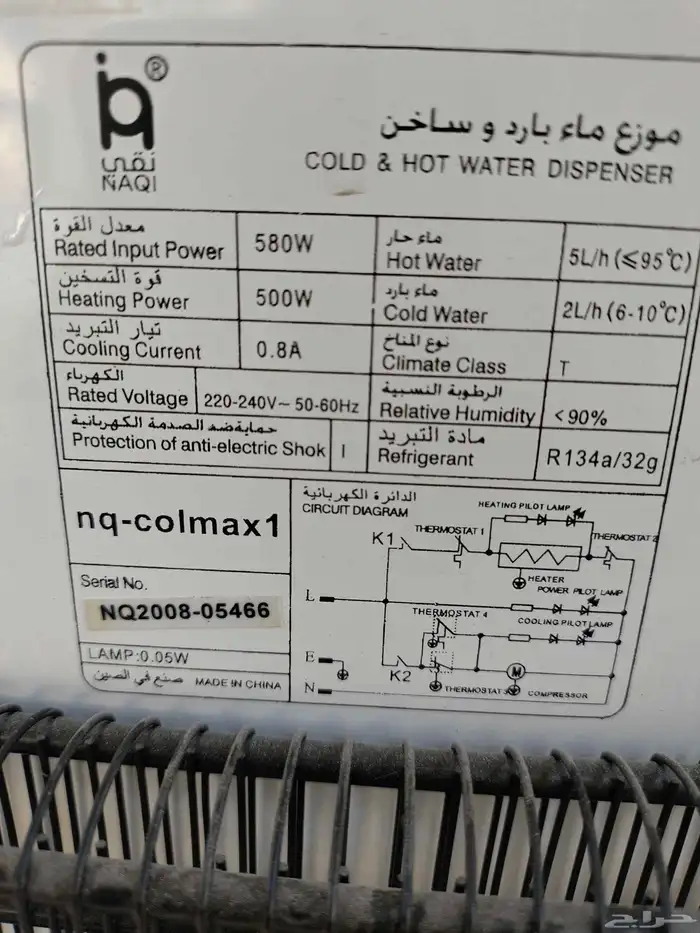 ®
نقي
NAQI
موزع ماء بارد و ساخن
COLD & HOT WATER DISPENSER
معدل القرة
Rated Input Power
580W
ماء حار
Hot Water
5L/h (≤95℃)
قوة التسخين
Heating Power
500W
ماء بارد
Cold Water
2L/h (6-10℃)
تيار التبريد
Cooling Current
0.8A
نوع المناخ
Climate Class
T
الكهرباء
Rated Voltage
220-240V~ 50-60Hz
الرطوبة النسبية
Relative Humidity
<90%
حماية ضد الصدمة الكهربائية
Protection of anti-electric Shok
I
مادة التبريد
Refrigerant
R134a/32g
nq-colmax1
Serial No.
NQ2008-05466
LAMP:0.05W
صنع في الصين MADE IN CHINA
الدائرة الكهربائية
CIRCUIT DIAGRAM
HEATING PILOT LAMP
THERMOSTAT 1
K1
THERMOSTAT 2
HEATER
POWER PILOT LAMP
L
THERMOSTAT 4
COOLING PILOT LAMP
E
K2
M
N
THERMOSTAT 3
COMPRESSOR
حراج